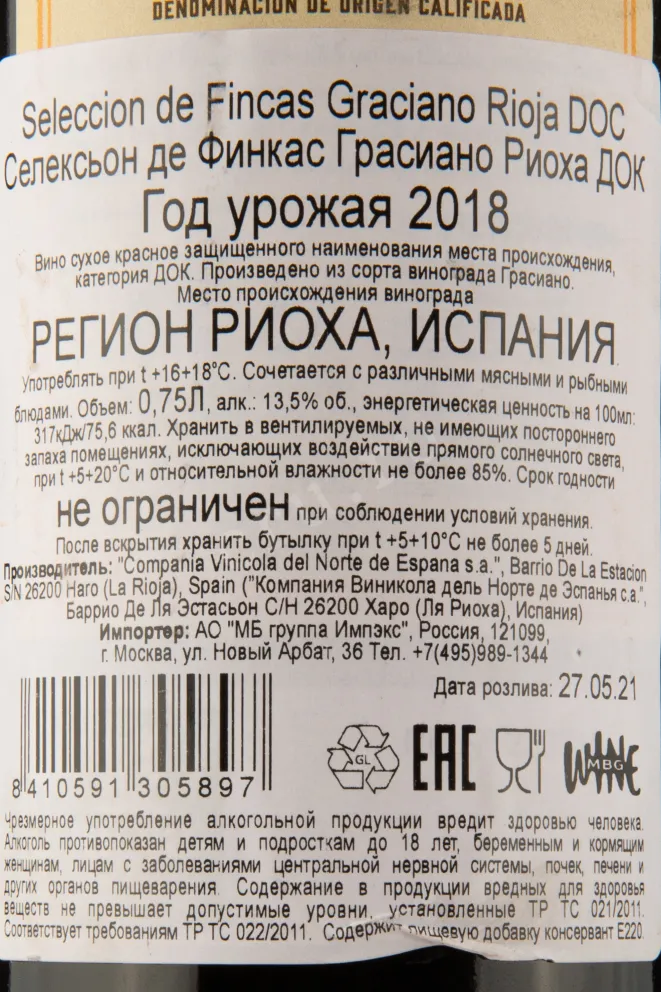 DENOMINACIÓN DE ORIGEN CALIFICADA
Seleccion de Fincas Graciano Rioja DOC
Селексьон де Финкас Грасиано Риоха ДОК
Год урожая 2018
Вино сухое красное защищенного наименования места происхождения,
категория ДОК. Произведено из сорта винограда Грасиано.
Место происхождения винограда
РЕГИОН РИОХА, ИСПАНИЯ.
Употреблять при t +16+18°С. Сочетается с различными мясными и рыбными
блюдами. Объем: 0,75Л, алк.: 13,5% об., энергетическая ценность на 100мл:
317кДж/75,6 ккал. Хранить в вентилируемых, не имеющих постороннего
запаха помещениях, исключающих воздействие прямого солнечного света,
при t +5+20°С и относительной влажности не более 85%. Срок годности
не ограничен при соблюдении условий хранения.
После вскрытия хранить бутылку при t +5+10°С не более 5 дней.
Производитель: "Compania Vinicola del Norte de Espana s.a.", Barrio De La Estacion
S/N 26200 Haro (La Rioja), Spain ("Компания Виникола дель Норте де Эспанья с.а.",
Баррио Де Ля Эстасьон С/Н 26200 Харо (Ля Риоха), Испания)
Импортер: АО "МБ группа Импэкс", Россия, 121099,
г. Москва, ул. Новый Арбат, 36 Тел. +7(495)989-1344
Дата розлива: 27.05.21
GL
EAC
WINE
MBG
8 410591 305897
Чрезмерное употребление алкогольной продукции вредит здоровью человека.
Алкоголь противопоказан детям и подросткам до 18 лет, беременным и кормящим
женщинам, лицам с заболеваниями центральной нервной системы, почек, печени и
других органов пищеварения. Содержание в продукции вредных для здоровья
веществ не превышает допустимые уровни, установленные ТР ТС 021/2011.
Соответствует требованиям ТР ТС 022/2011. Содержит пищевую добавку консервант Е220.